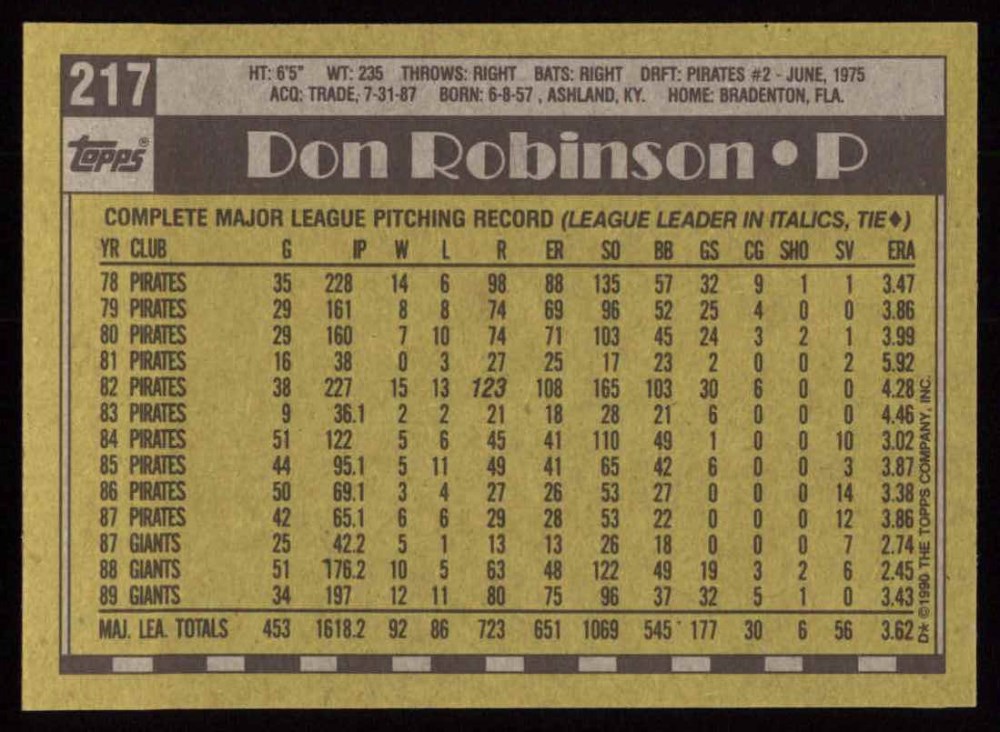 217
HT: 6'5" WT: 235 THROWS: RIGHT BATS: RIGHT DRFT: PIRATES #2 - JUNE, 1975
ACQ: TRADE, 7-31-87 BORN: 6-8-57, ASHLAND, KY. HOME: BRADENTON, FLA.
topps®
Don Robinson • P
COMPLETE MAJOR LEAGUE PITCHING RECORD (LEAGUE LEADER IN ITALICS, TIE♦)
YR CLUB G IP W L R ER SO BB GS CG SHO SV ERA
78 PIRATES 35 228 14 6 98 88 135 57 32 9 1 1 3.47
79 PIRATES 29 161 8 8 74 69 96 52 25 4 0 0 3.86
80 PIRATES 29 160 7 10 74 71 103 45 24 3 2 1 3.99
81 PIRATES 16 38 0 3 27 25 17 23 2 0 0 2 5.92
82 PIRATES 38 227 15 13 123 108 165 103 30 6 0 0 4.28
83 PIRATES 9 36.1 2 2 21 18 28 21 6 0 0 0 4.46
84 PIRATES 51 122 5 6 45 41 110 49 1 0 0 10 3.02
85 PIRATES 44 95.1 5 11 49 41 65 42 6 0 0 3 3.87
86 PIRATES 50 69.1 3 4 27 26 53 27 0 0 0 14 3.38
87 PIRATES 42 65.1 6 6 29 28 53 22 0 0 0 12 3.86
87 GIANTS 25 42.2 5 1 13 13 26 18 0 0 0 7 2.74
88 GIANTS 51 176.2 10 5 63 48 122 49 19 3 2 6 2.45
89 GIANTS 34 197 12 11 80 75 96 37 32 5 1 0 3.43
MAJ. LEA. TOTALS 453 1618.2 92 86 723 651 1069 545 177 30 6 56 3.62
D* ©1990 THE TOPPS COMPANY, INC.